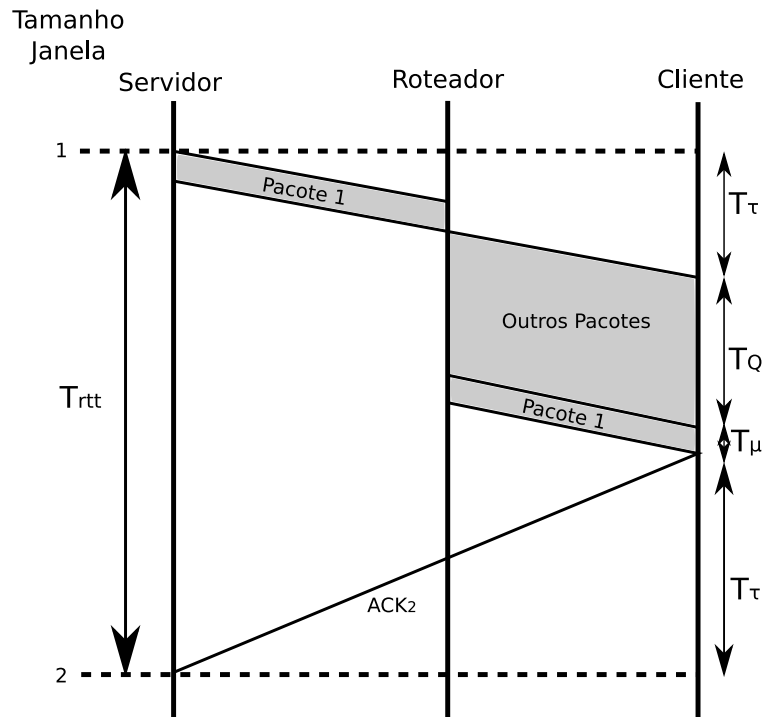 Tamanho
Janela
Servidor
Roteador
Cliente
1
Pacote 1
Tτ
Outros Pacotes
TQ
Trtt
Pacote 1
Tμ
ACK2
Tτ
2